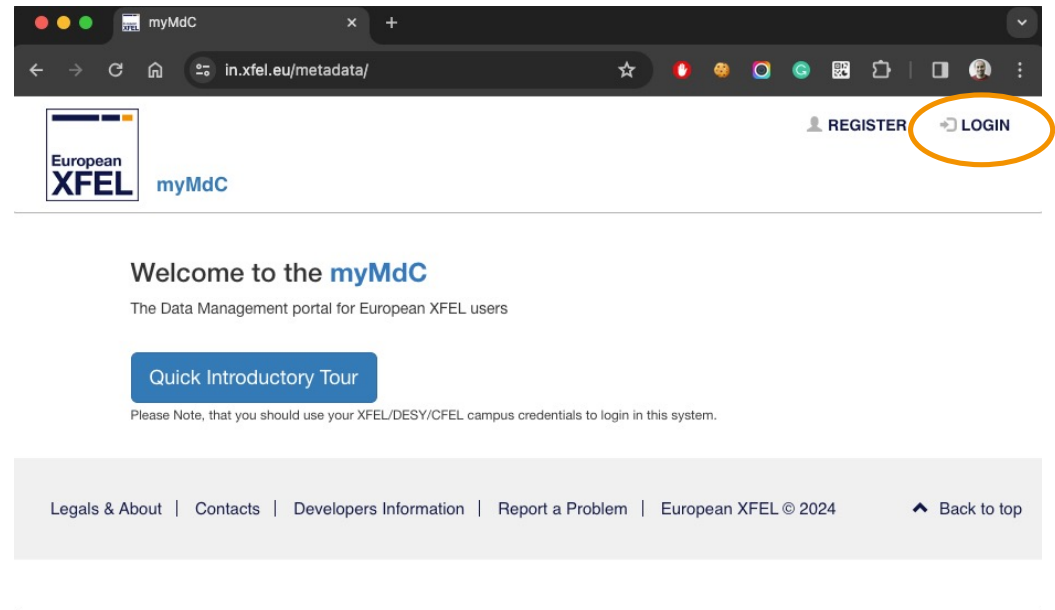 myMdC
in.xfel.eu/metadata/
REGISTER
LOGIN
European
XFEL
myMdC
Welcome to the myMdC
The Data Management portal for European XFEL users
Quick Introductory Tour
Please Note, that you should use your XFEL/DESY/CFEL campus credentials to login in this system.
Legals & About | Contacts | Developers Information | Report a Problem | European XFEL © 2024 Back to top